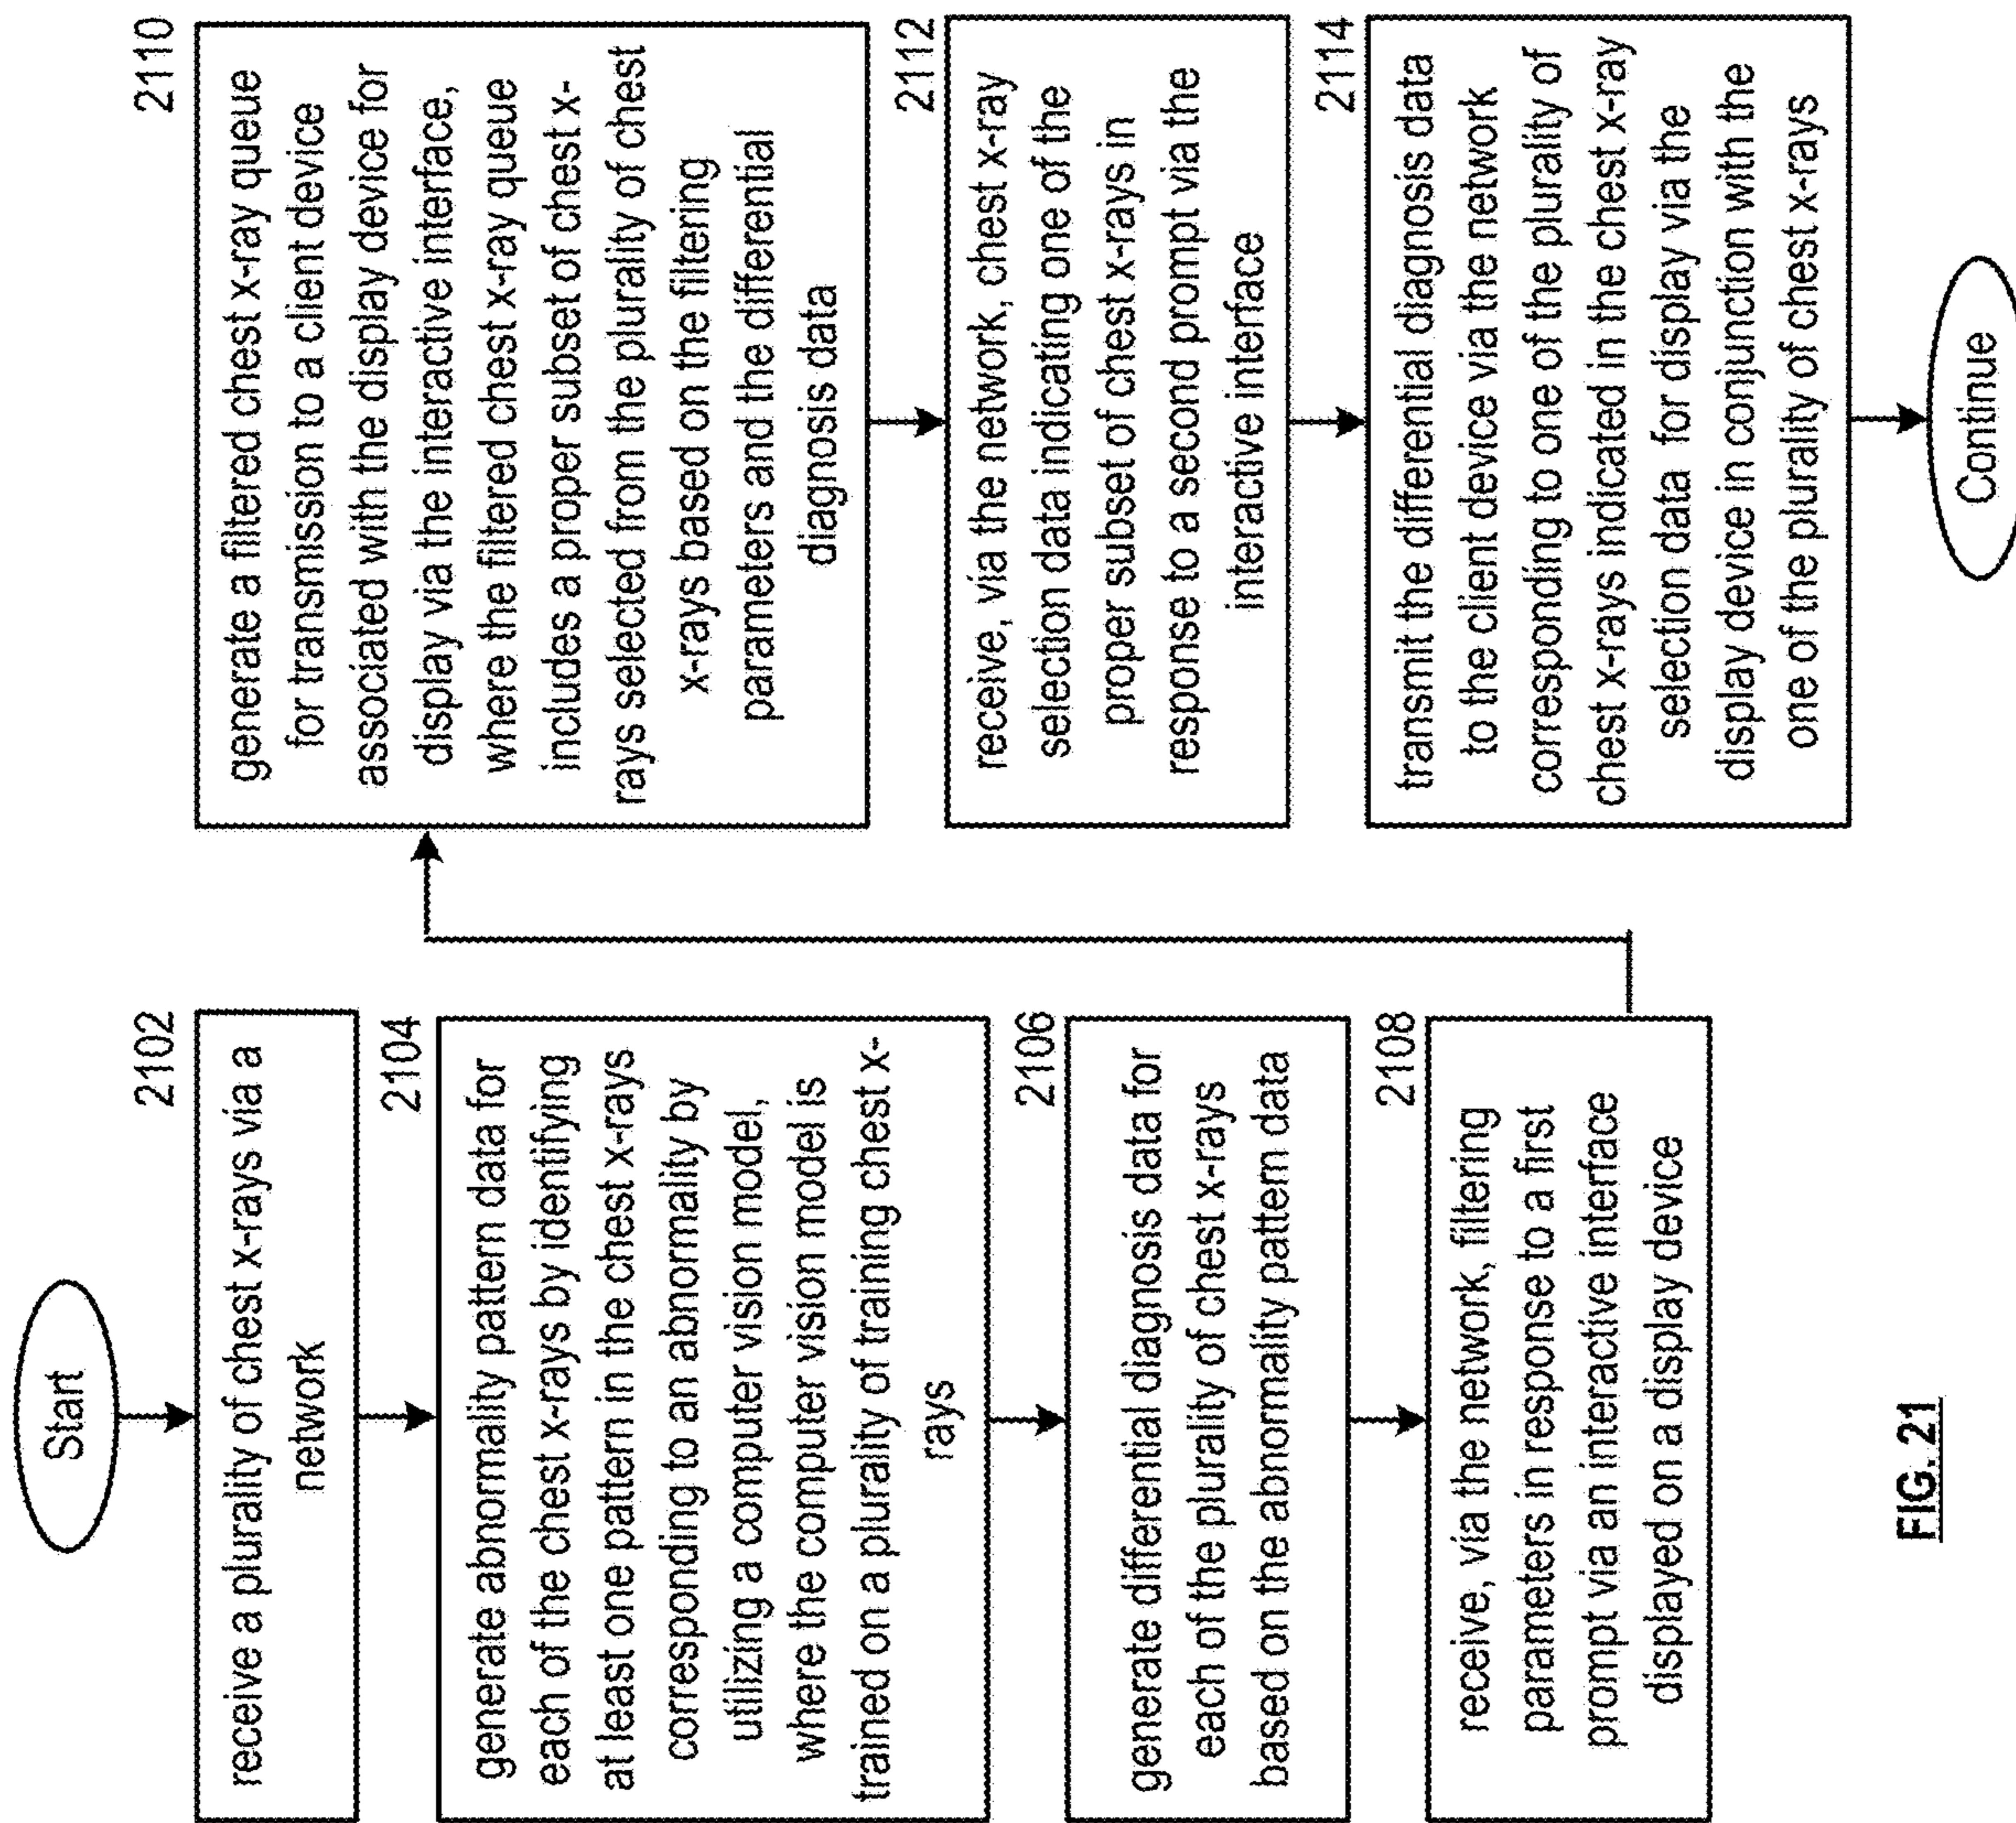 Start
2102
receive a plurality of chest x-rays via a
network
2104
generate abnormality pattern data for
each of the chest x-rays by identifying
at least one pattern in the chest x-rays
corresponding to an abnormality by
utilizing a computer vision model,
where the computer vision model is
trained on a plurality of training chest x-
rays
2106
generate differential diagnosis data for
each of the plurality of chest x-rays
based on the abnormality pattern data
2108
receive, via the network, filtering
parameters in response to a first
prompt via an interactive interface
displayed on a display device
2110
generate a filtered chest x-ray queue
for transmission to a client device
associated with the display device for
display via the interactive interface,
where the filtered chest x-ray queue
includes a proper subset of chest x-
rays selected from the plurality of chest
x-rays based on the filtering
parameters and the differential
diagnosis data
2112
receive, via the network, chest x-ray
selection data indicating one of the
proper subset of chest x-rays in
response to a second prompt via the
interactive interface
2114
transmit the differential diagnosis data
to the client device via the network
corresponding to one of the plurality of
chest x-rays indicated in the chest x-ray
selection data for display via the
display device in conjunction with the
one of the plurality of chest x-rays
Continue
FIG. 21